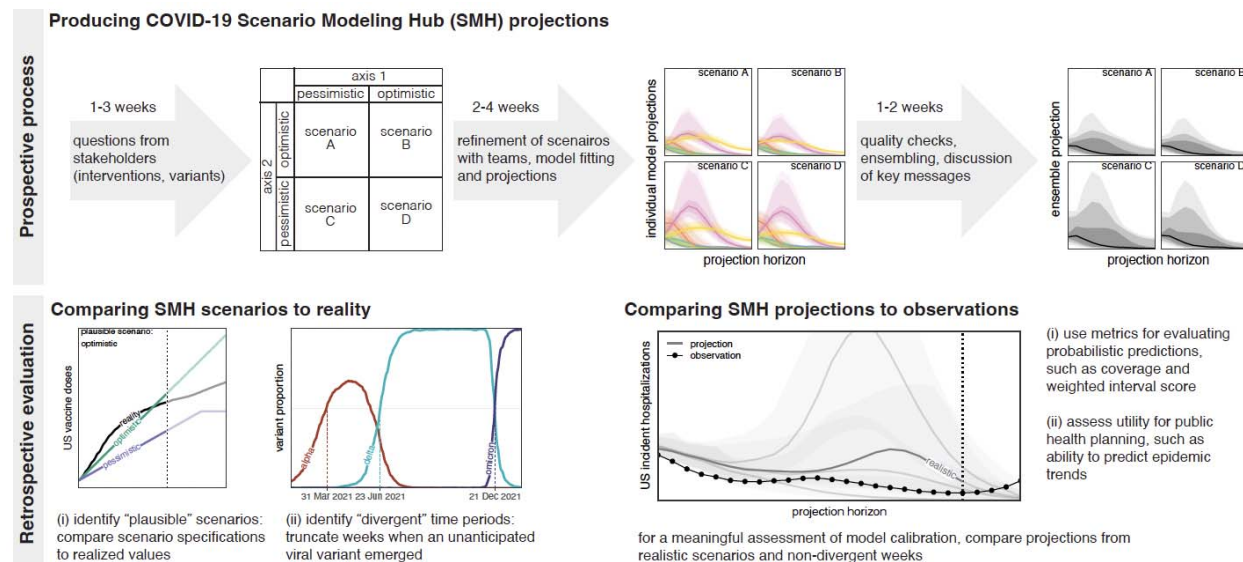 Producing COVID-19 Scenario Modeling Hub (SMH) projections
Prospective process
1-3 weeks
questions from
stakeholders
(interventions, variants)
axis 1
pessimistic optimistic
axis 2
optimistic
pessimistic
scenario
A
scenario
B
scenario
C
scenario
D
2-4 weeks
refinement of scenairos
with teams, model fitting
and projections
individual model projections
scenario A
scenario B
scenario C
scenario D
projection horizon
1-2 weeks
quality checks,
ensembling, discussion
of key messages
ensemble projection
scenario A
scenario B
scenario C
scenario D
projection horizon
Retrospective evaluation
Comparing SMH scenarios to reality
US vaccine doses
plausible scenario:
optimistic
reality
optimistic
pessimistic
(i) identify "plausible" scenarios:
compare scenario specifications
to realized values
variant proportion
alpha
delta
omicron
31 Mar 2021
23 Jun 2021
21 Dec 2021
(ii) identify "divergent" time periods:
truncate weeks when an unanticipated
viral variant emerged
Comparing SMH projections to observations
US incident hospitalizations
projection
observation
realistic
projection horizon
(i) use metrics for evaluating
probabilistic predictions,
such as coverage and
weighted interval score
(ii) assess utility for public
health planning, such as
ability to predict epidemic
trends
for a meaningful assessment of model calibration, compare projections from
realistic scenarios and non-divergent weeks